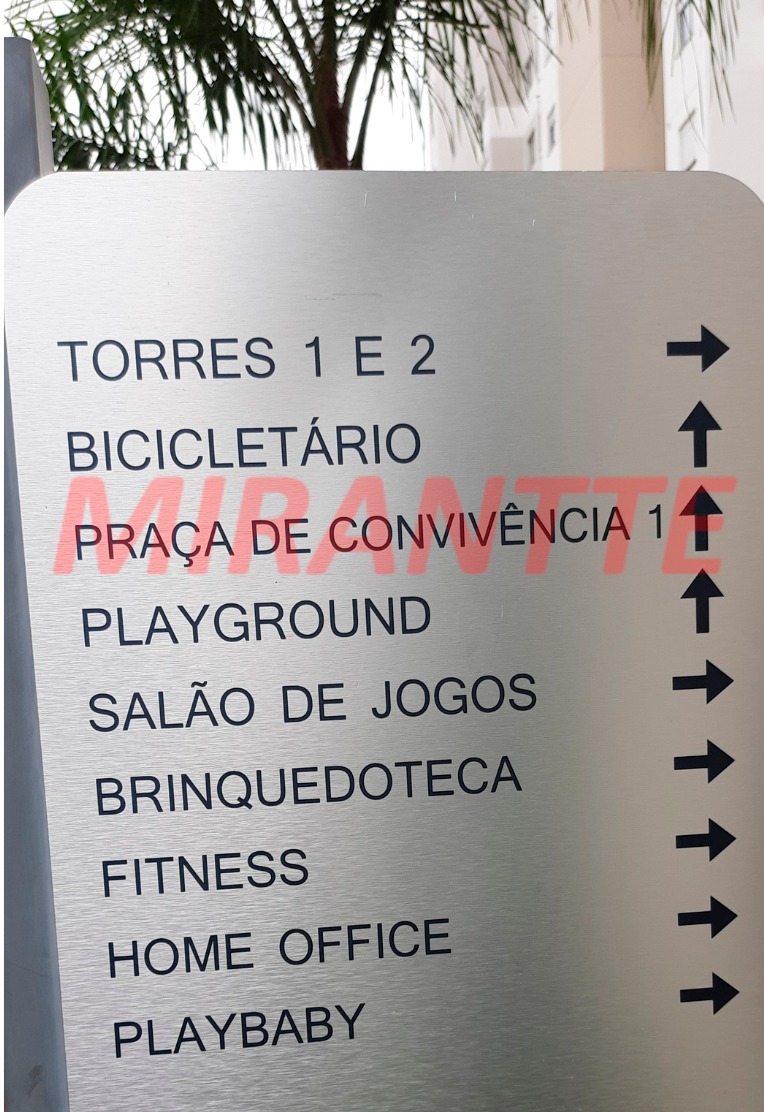 TORRES 1 E 2
BICICLETÁRIO
MIRANTTE
PRAÇA DE CONVIVÊNCIA 1
PLAYGROUND
SALÃO DE JOGOS
BRINQUEDOTECA
FITNESS
HOME OFFICE
PLAYBABY